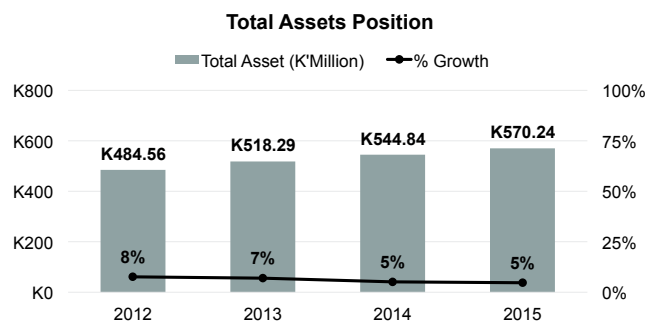 Total Assets Position
Total Asset (K'Million) % Growth
K800 100%
K600 75%
K400 50%
K200 25%
K0 0%
K484.56 K518.29 K544.84 K570.24
8% 7% 5% 5%
2012 2013 2014 2015